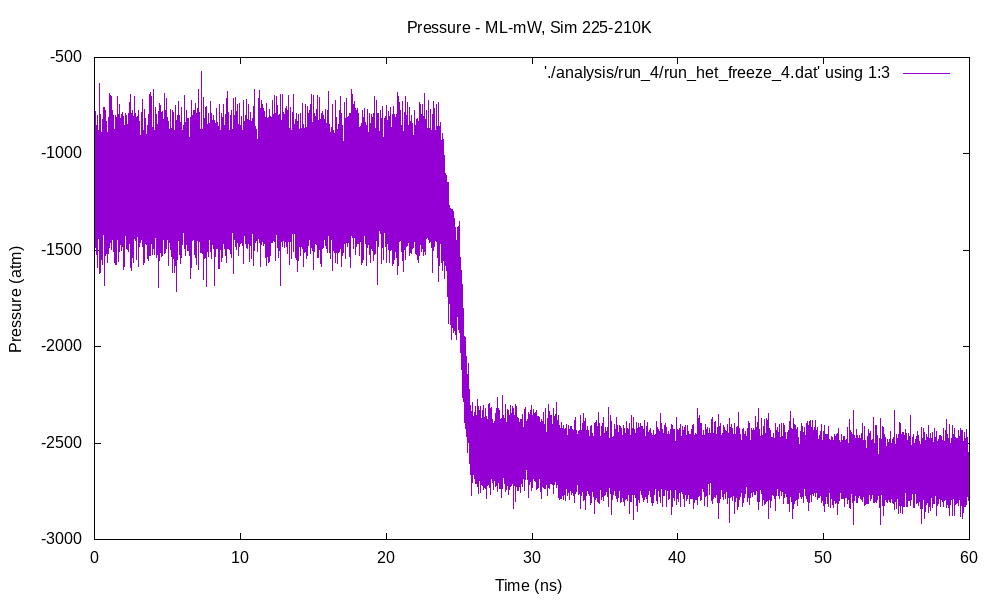 Pressure - ML-mW, Sim 225-210K
'./analysis/run_4/run_het_freeze_4.dat' using 1:3
-500
-1000
-1500
-2000
-2500
-3000
Pressure (atm)
0 10 20 30 40 50 60
Time (ns)